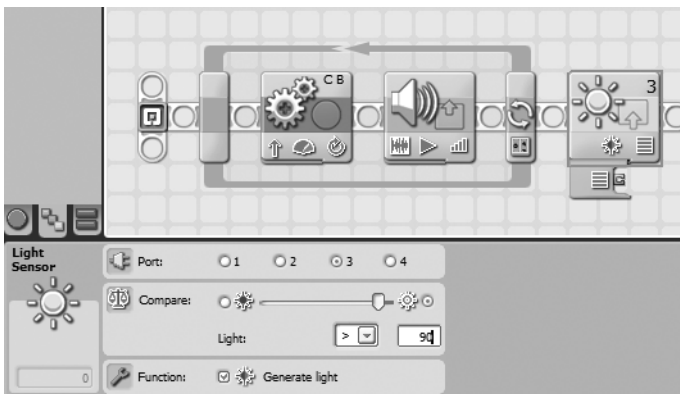 C B
3
Light
Sensor
Port: 1 2 3 4
Compare:
Light: > 90
0
Function: Generate light